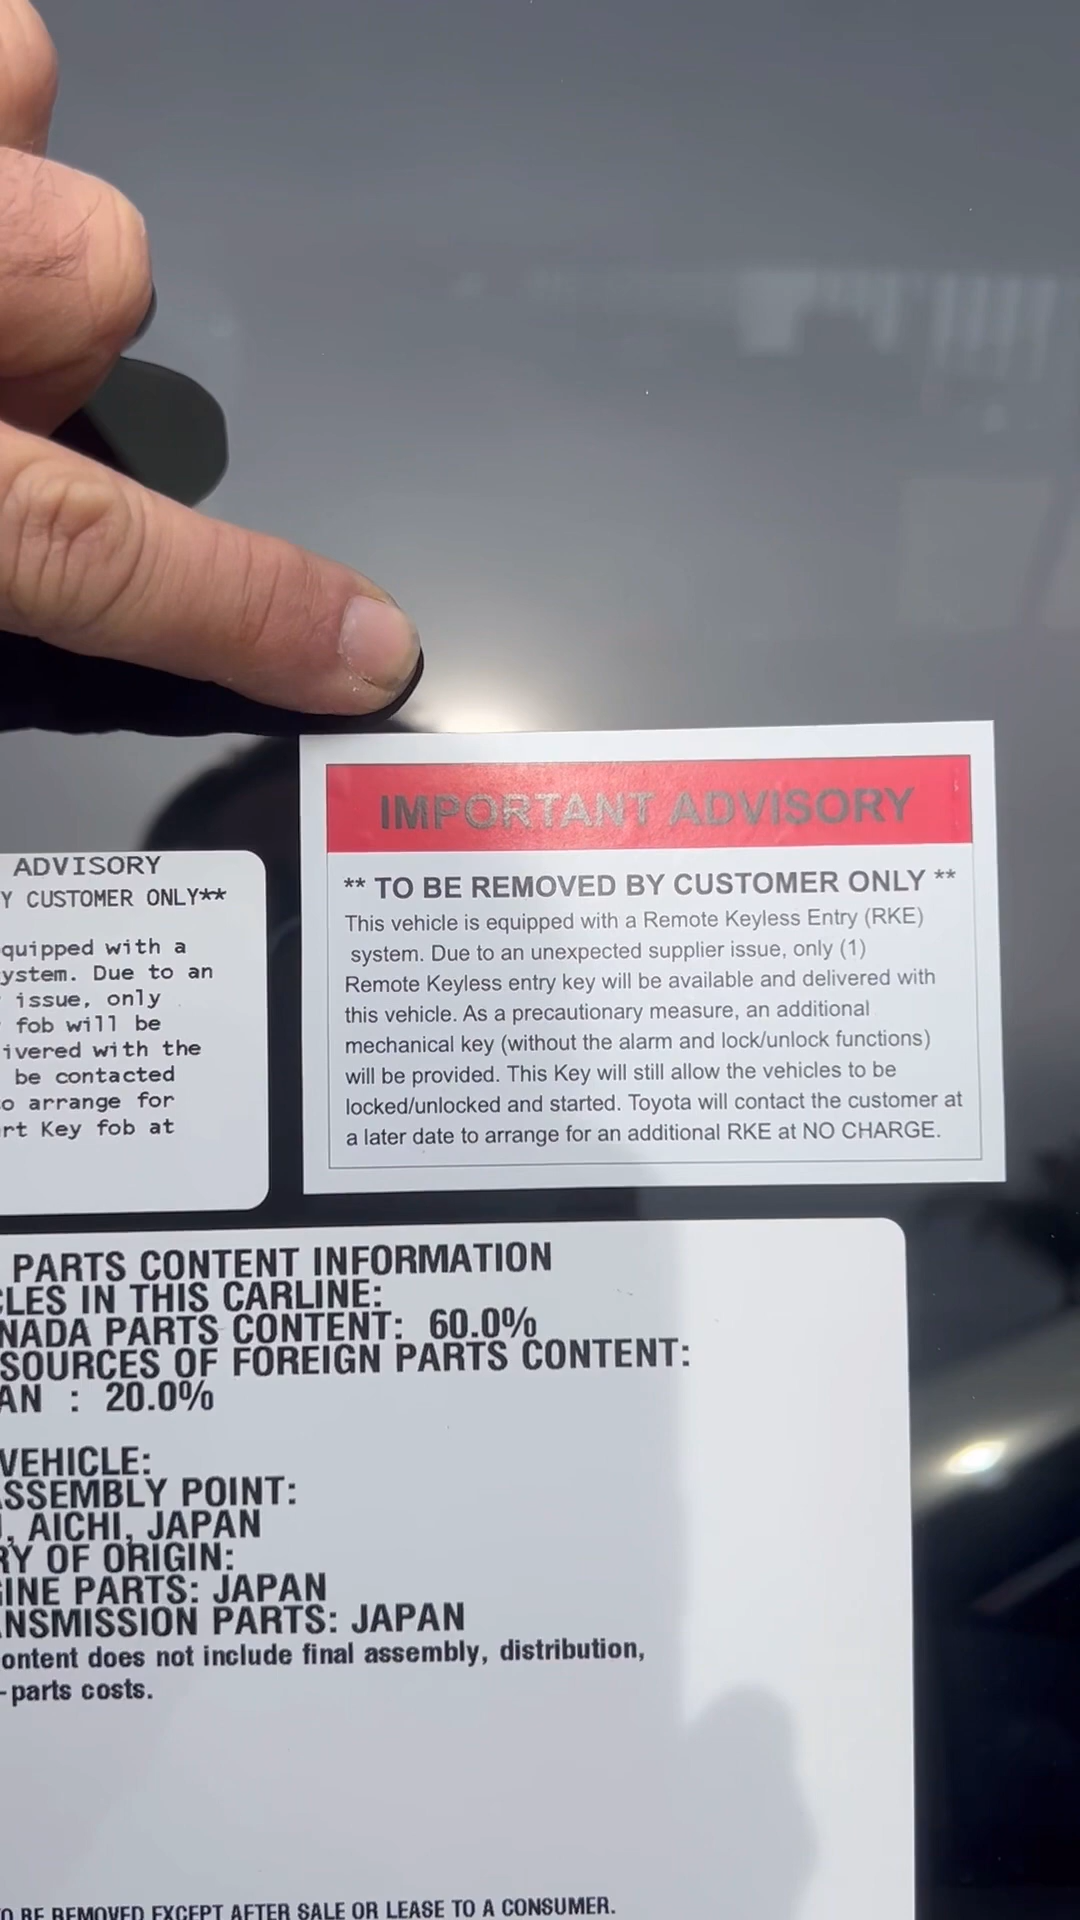 IMPORTANT ADVISORY
** TO BE REMOVED BY CUSTOMER ONLY **
This vehicle is equipped with a Remote Keyless Entry (RKE)
system. Due to an unexpected supplier issue, only (1)
Remote Keyless entry key will be available and delivered with
this vehicle. As a precautionary measure, an additional
mechanical key (without the alarm and lock/unlock functions)
will be provided. This Key will still allow the vehicles to be
locked/unlocked and started. Toyota will contact the customer at
a later date to arrange for an additional RKE at NO CHARGE.
ADVISORY
Y CUSTOMER ONLY**
quipped with a
ystem. Due to an
issue, only
fob will be
ivered with the
be contacted
o arrange for
rt Key fob at
PARTS CONTENT INFORMATION
LES IN THIS CARLINE:
NADA PARTS CONTENT: 60.0%
SOURCES OF FOREIGN PARTS CONTENT:
AN : 20.0%
VEHICLE:
SSEMBLY POINT:
, AICHI, JAPAN
RY OF ORIGIN:
INE PARTS: JAPAN
NSMISSION PARTS: JAPAN
ontent does not include final assembly, distribution,
-parts costs.
O BE REMOVED EXCEPT AFTER SALE OR LEASE TO A CONSUMER.